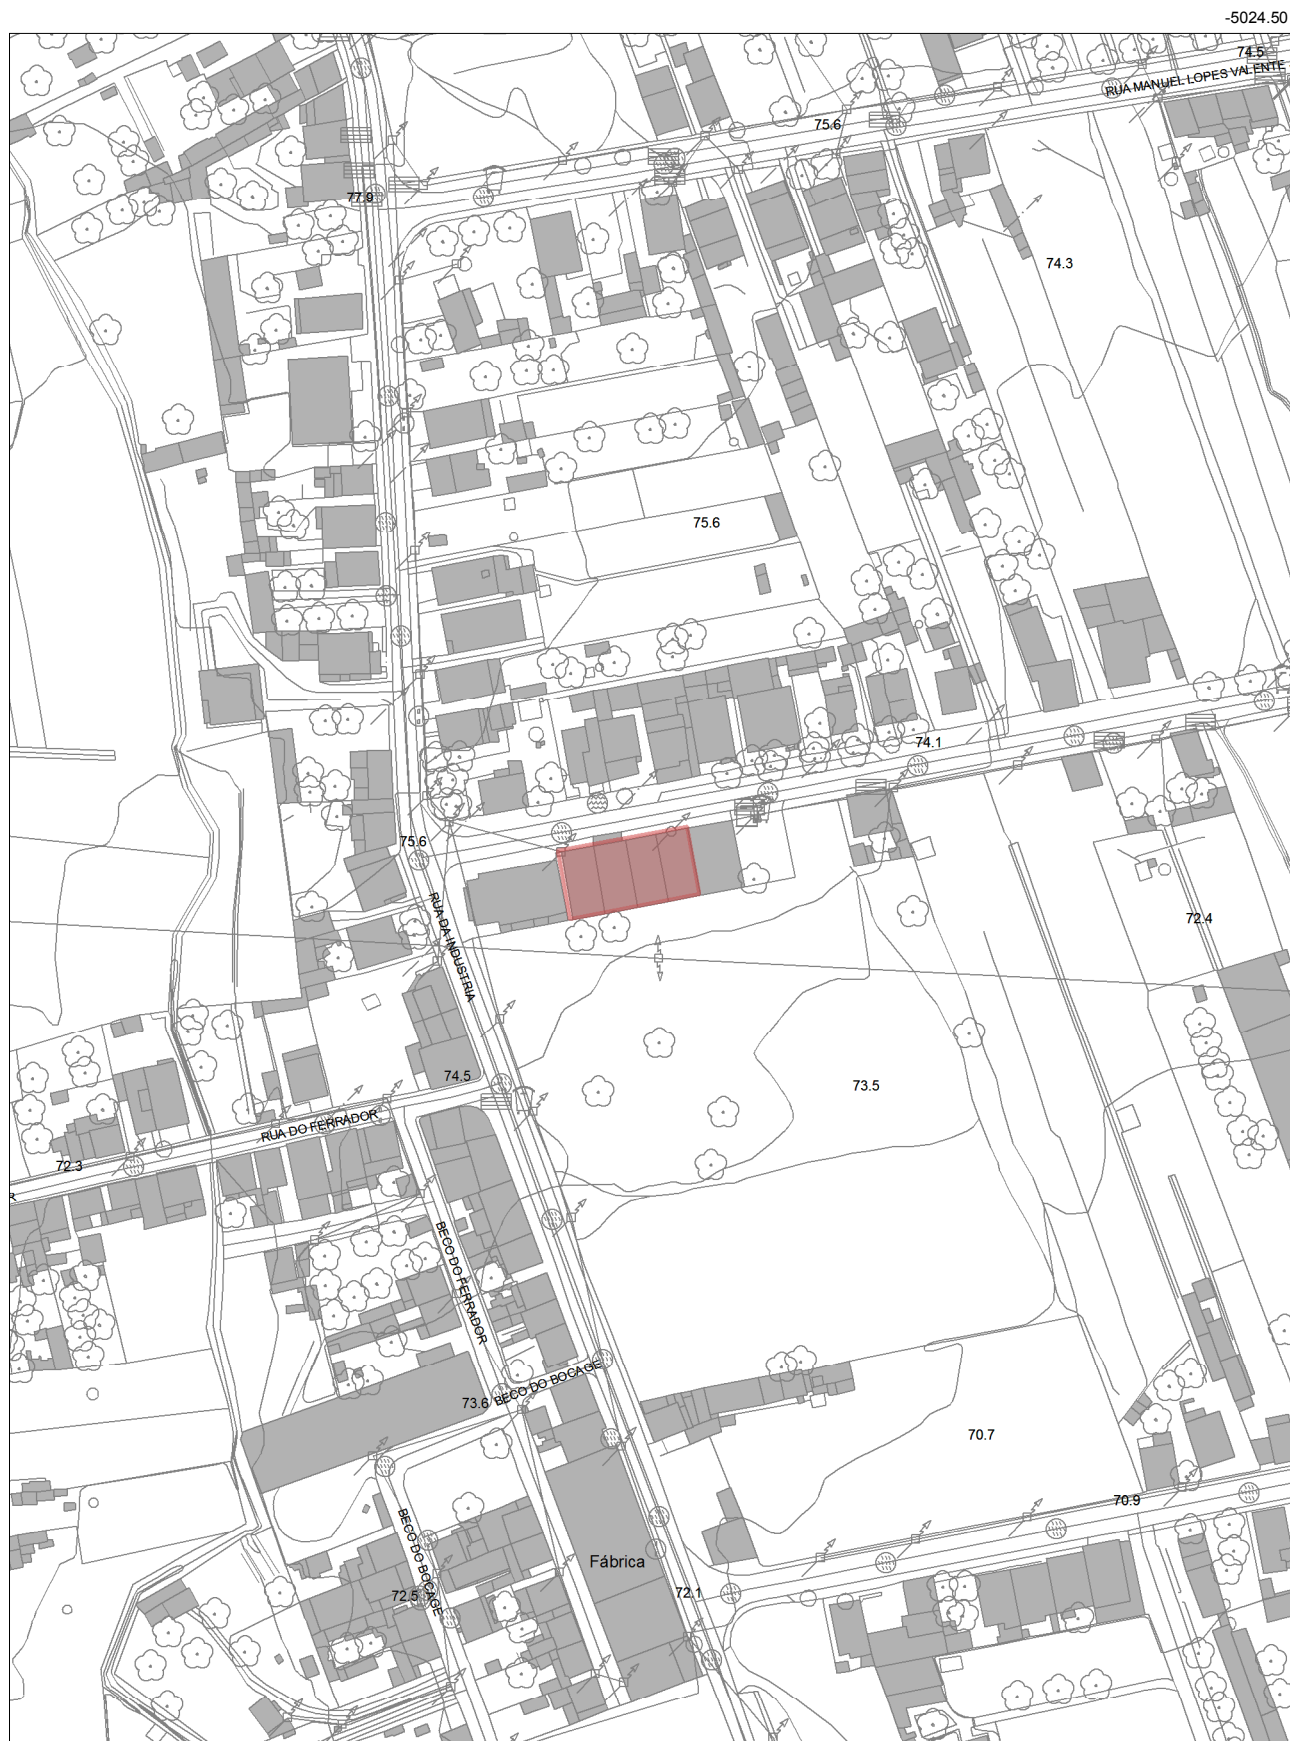 -5024.50
74.5
RUA MANUEL LOPES VALENTE
75.6
77.9
74.3
75.6
74.1
75.6
RUA DA INDUSTRIA
72.4
74.5
73.5
RUA DO FERRADOR
72.3
R
BECO DO FERRADOR
BECO DO BOCAGE
73.6
70.7
70.9
BECO DO BOCAGE
Fábrica
72.5
72.1